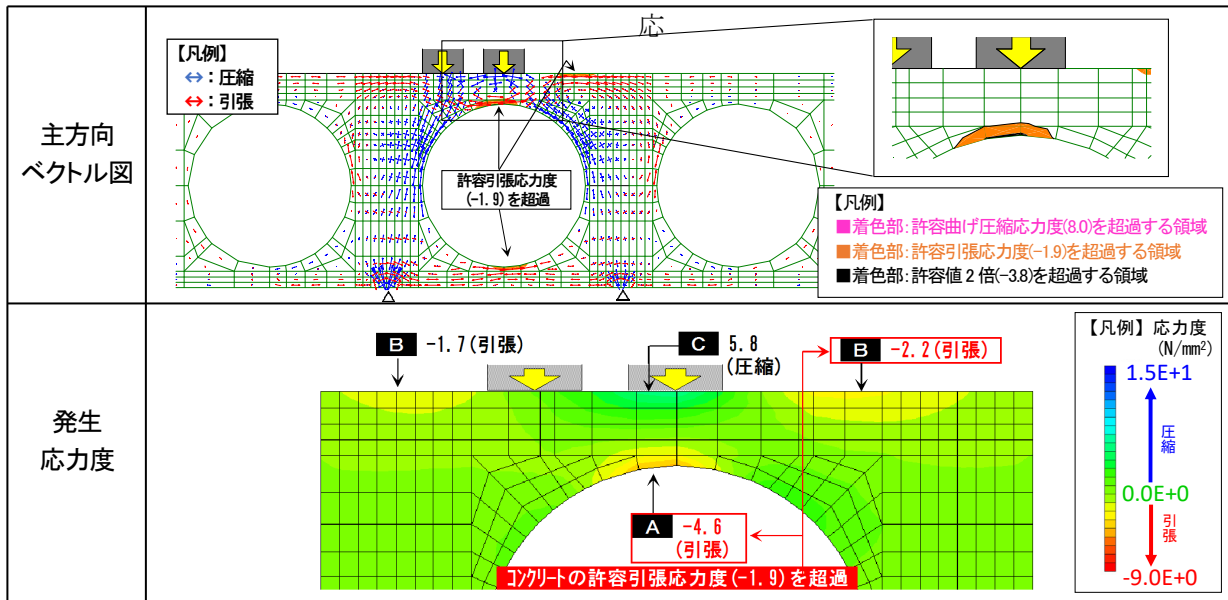 応
主方向
ベクトル図
【凡例】
⇔：圧縮
⇔：引張
許容引張応力度
(-1.9)を超過
【凡例】
■着色部：許容曲げ圧縮応力度(8.0)を超過する領域
■着色部：許容引張応力度(-1.9)を超過する領域
■着色部：許容値2倍(-3.8)を超過する領域
発生
応力度
B -1.7(引張)
C 5.8
(圧縮)
B -2.2(引張)
A -4.6
(引張)
コンクリートの許容引張応力度(-1.9)を超過
【凡例】応力度
(N/mm²)
1.5E+1
圧縮
0.0E+0
引張
-9.0E+0